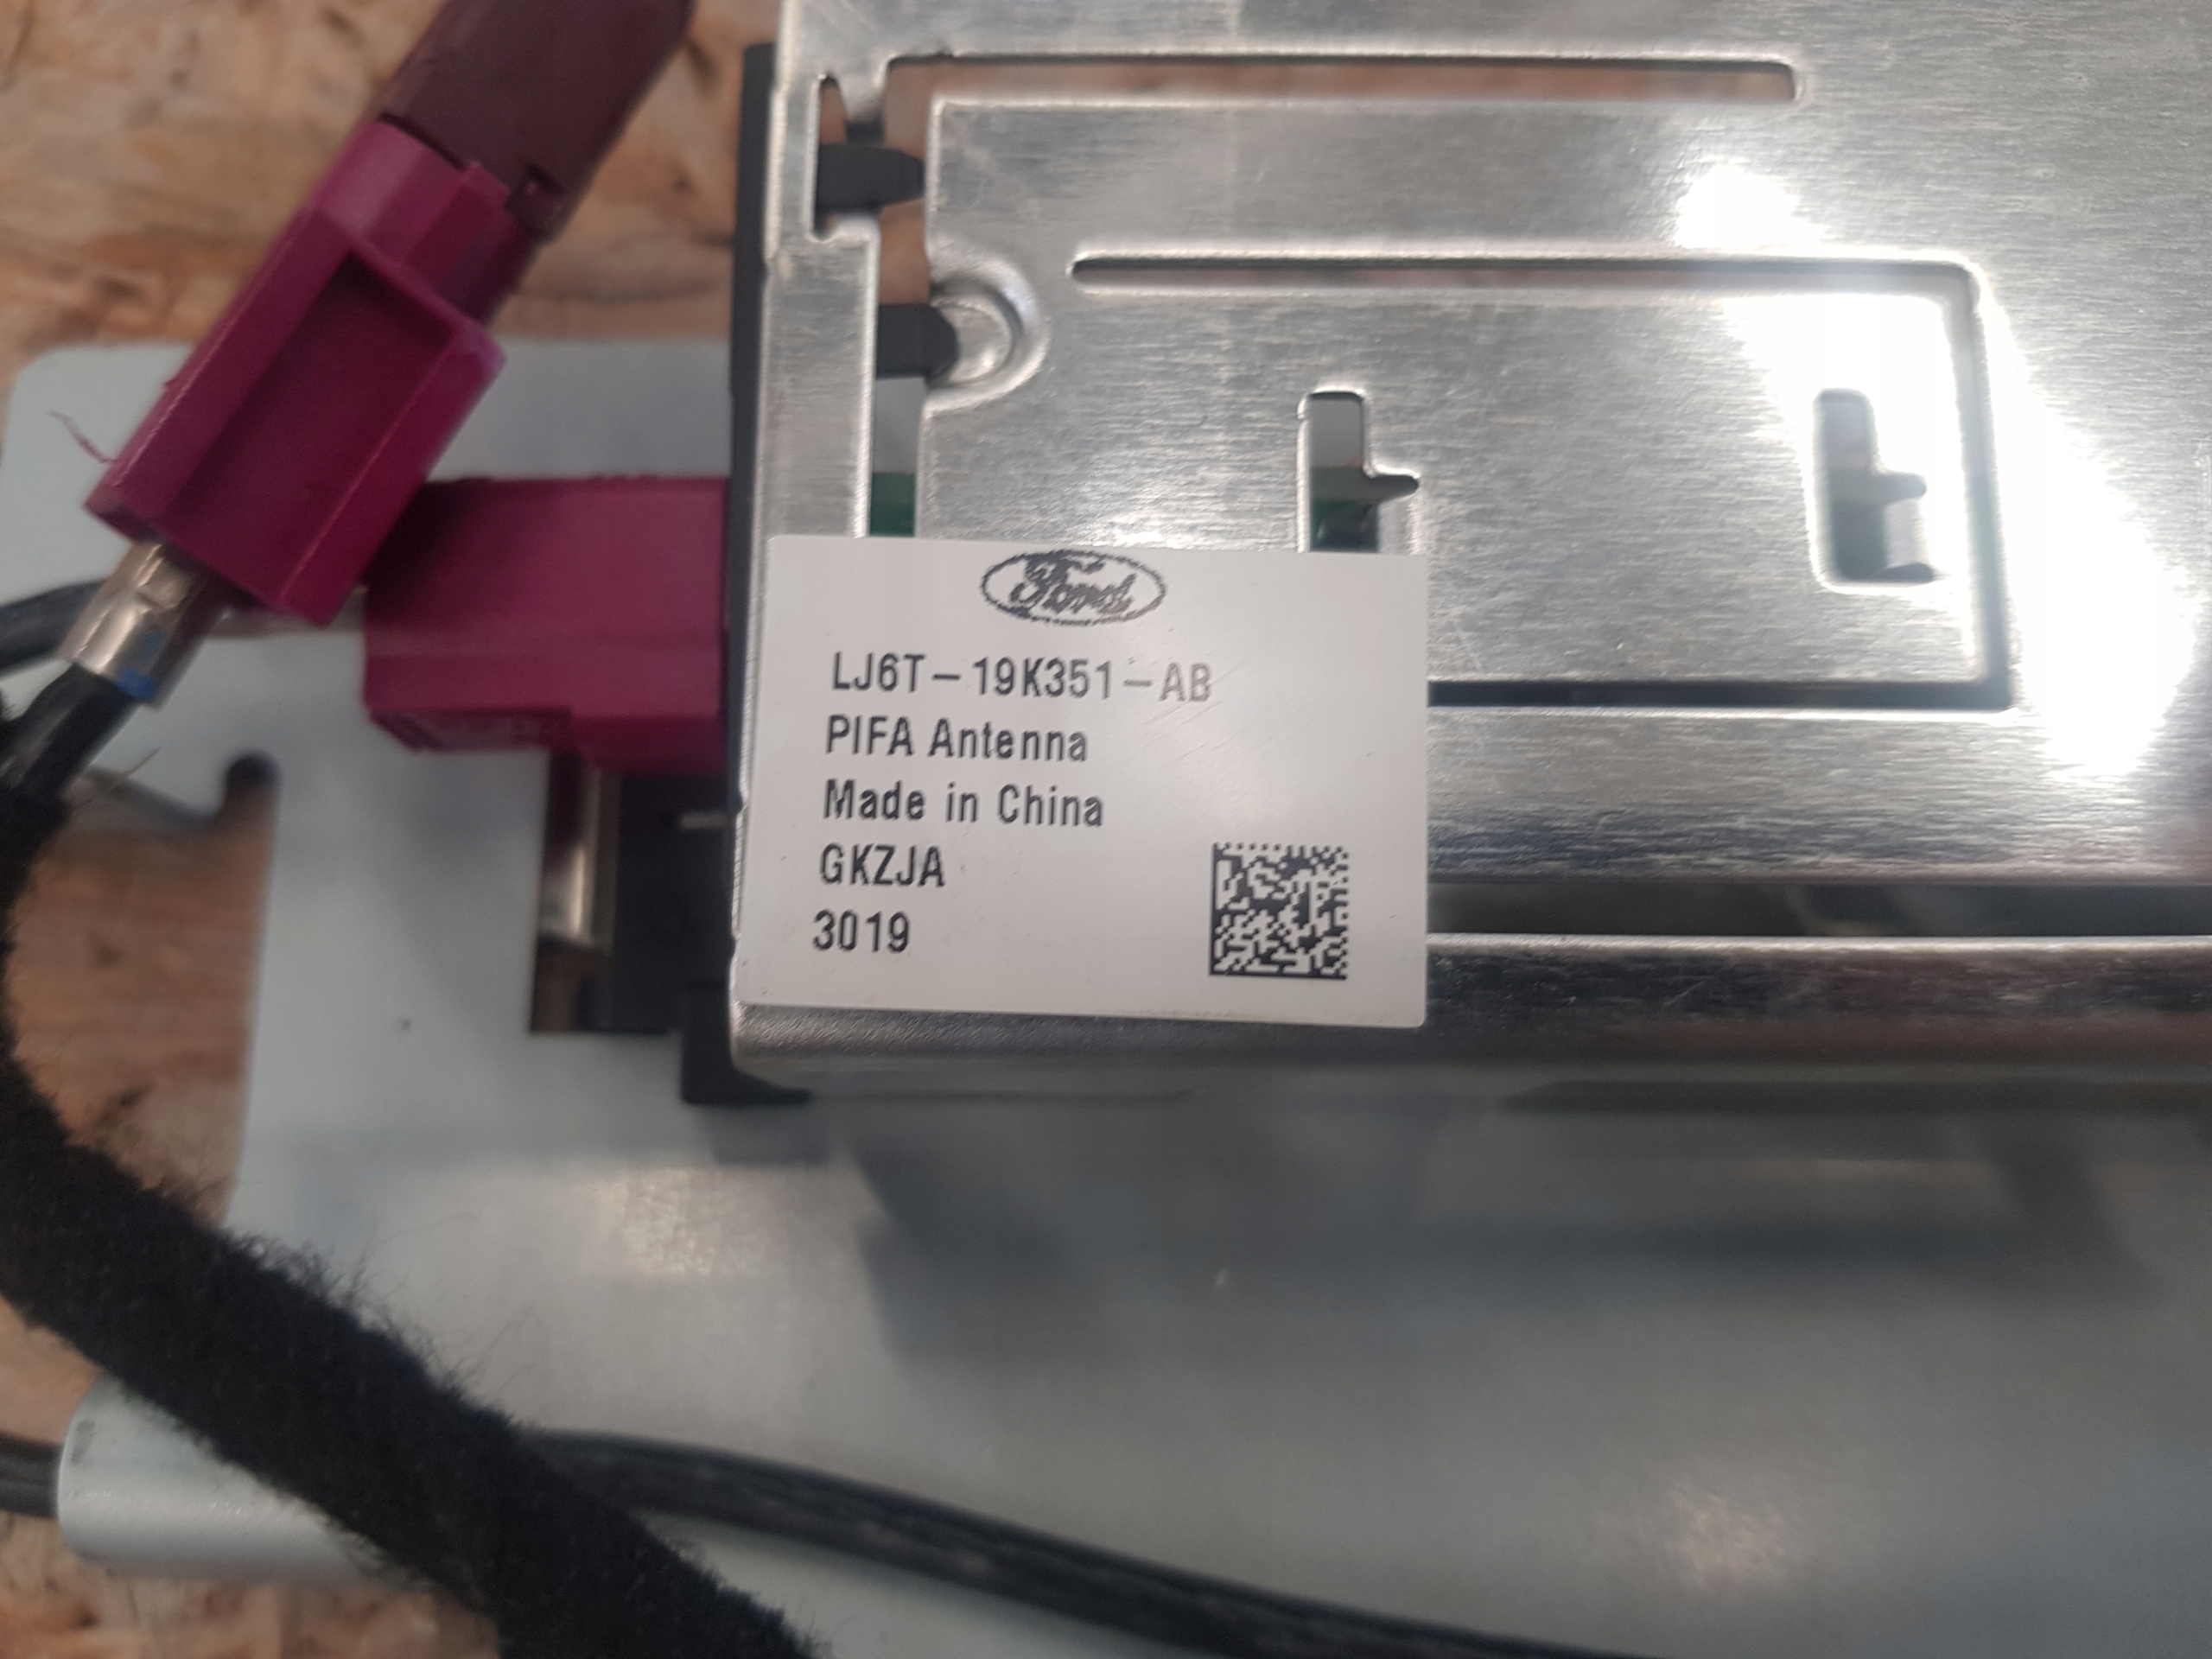 Ford
LJ6T-19K351-AB
PIFA Antenna
Made in China
GKZJA
3019